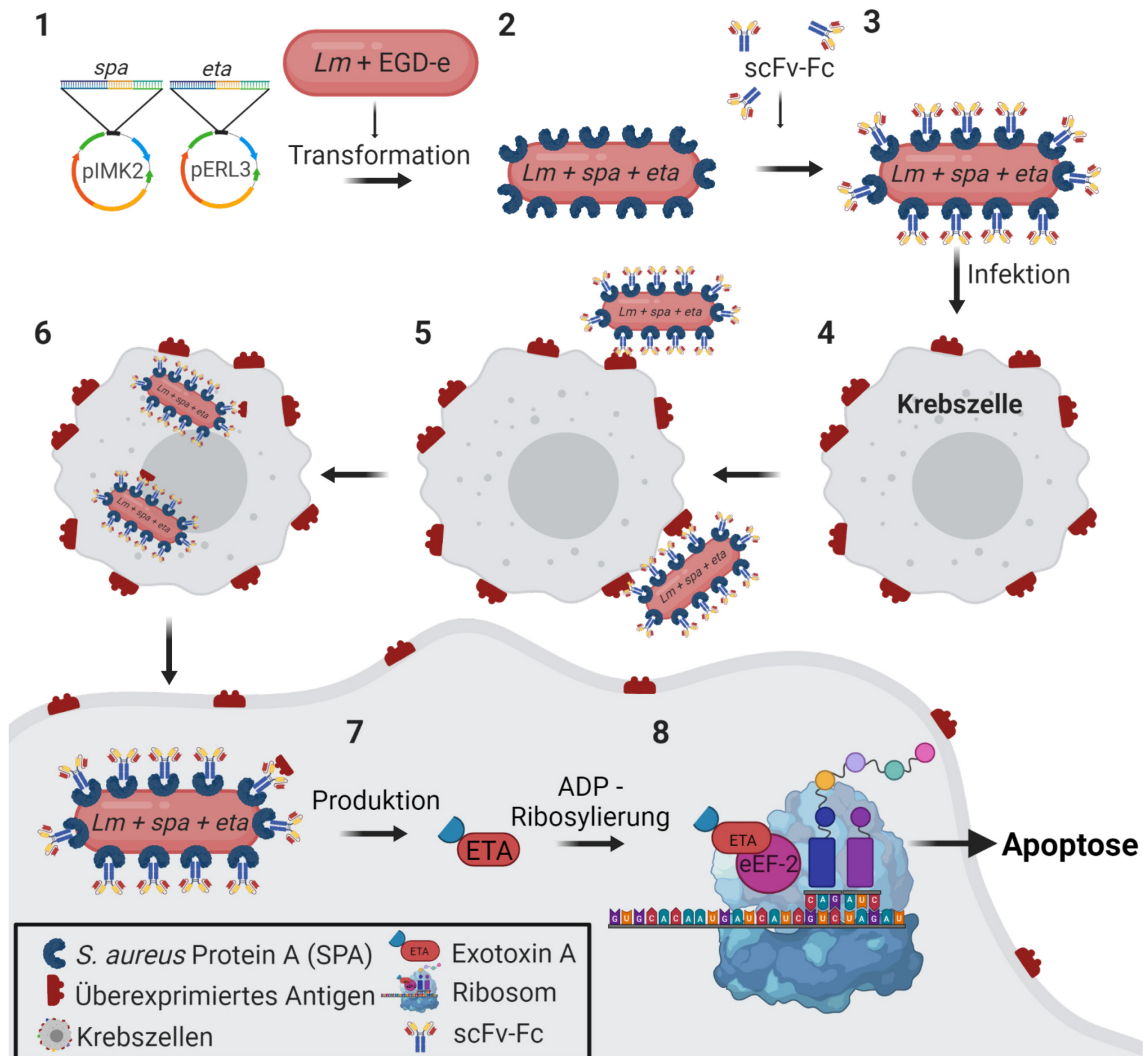 1
spa
eta
pIMK2
pERL3
Lm + EGD-e
Transformation
2
Lm + spa + eta
scFv-Fc
3
Lm + spa + eta
Infektion
4
Krebszelle
5
Lm + spa + eta
Lm + spa + eta
6
Lm + spa + eta
Lm + spa + eta
Lm + spa + eta
7
Produktion
ETA
ADP -
Ribosylierung
8
ETA
eEF-2
C A G A U C
G U G C A C A A U G A U C A U C G U C U A G A U
Apoptose
S. aureus Protein A (SPA)
Überexprimiertes Antigen
Krebszellen
ETA
Exotoxin A
Ribosom
scFv-Fc